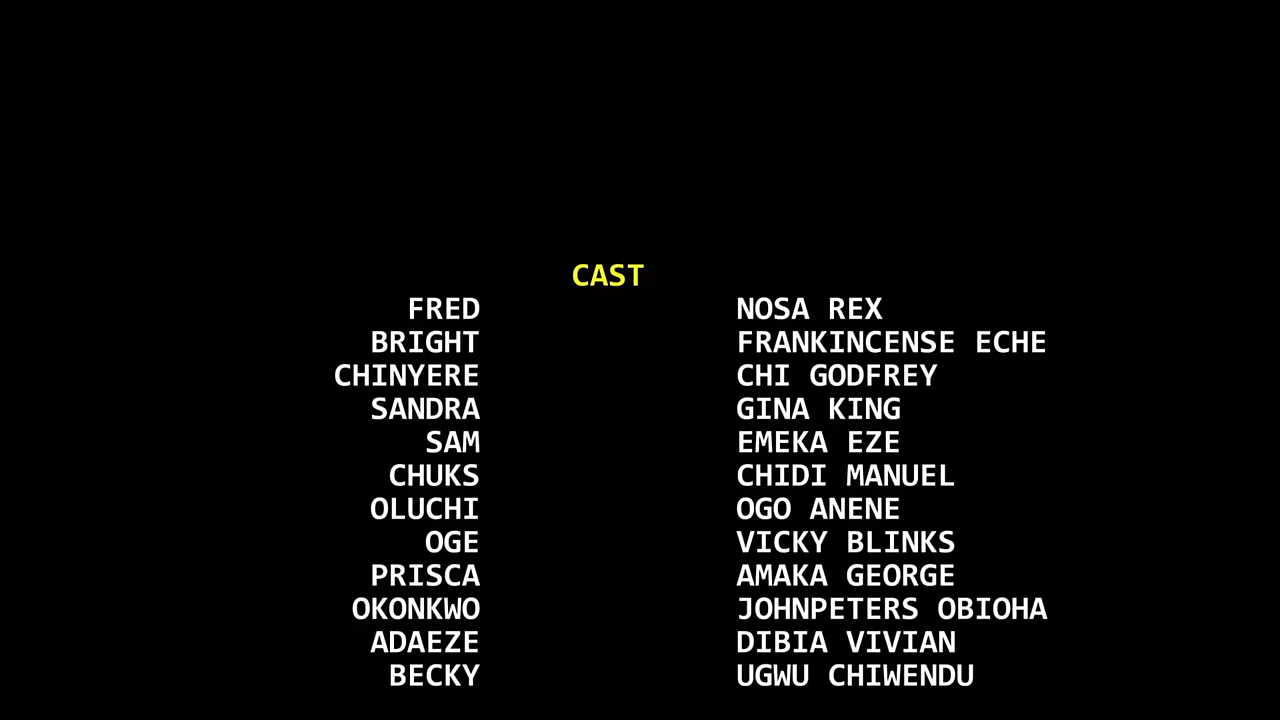 CAST
FRED NOSA REX
BRIGHT FRANKINCENSE ECHE
CHINYERE CHI GODFREY
SANDRA GINA KING
SAM EMEKA EZE
CHUKS CHIDI MANUEL
OLUCHI OGO ANENE
OGE VICKY BLINKS
PRISCA AMAKA GEORGE
OKONKWO JOHNPETERS OBIOHA
ADAEZE DIBIA VIVIAN
BECKY UGWU CHIWENDU